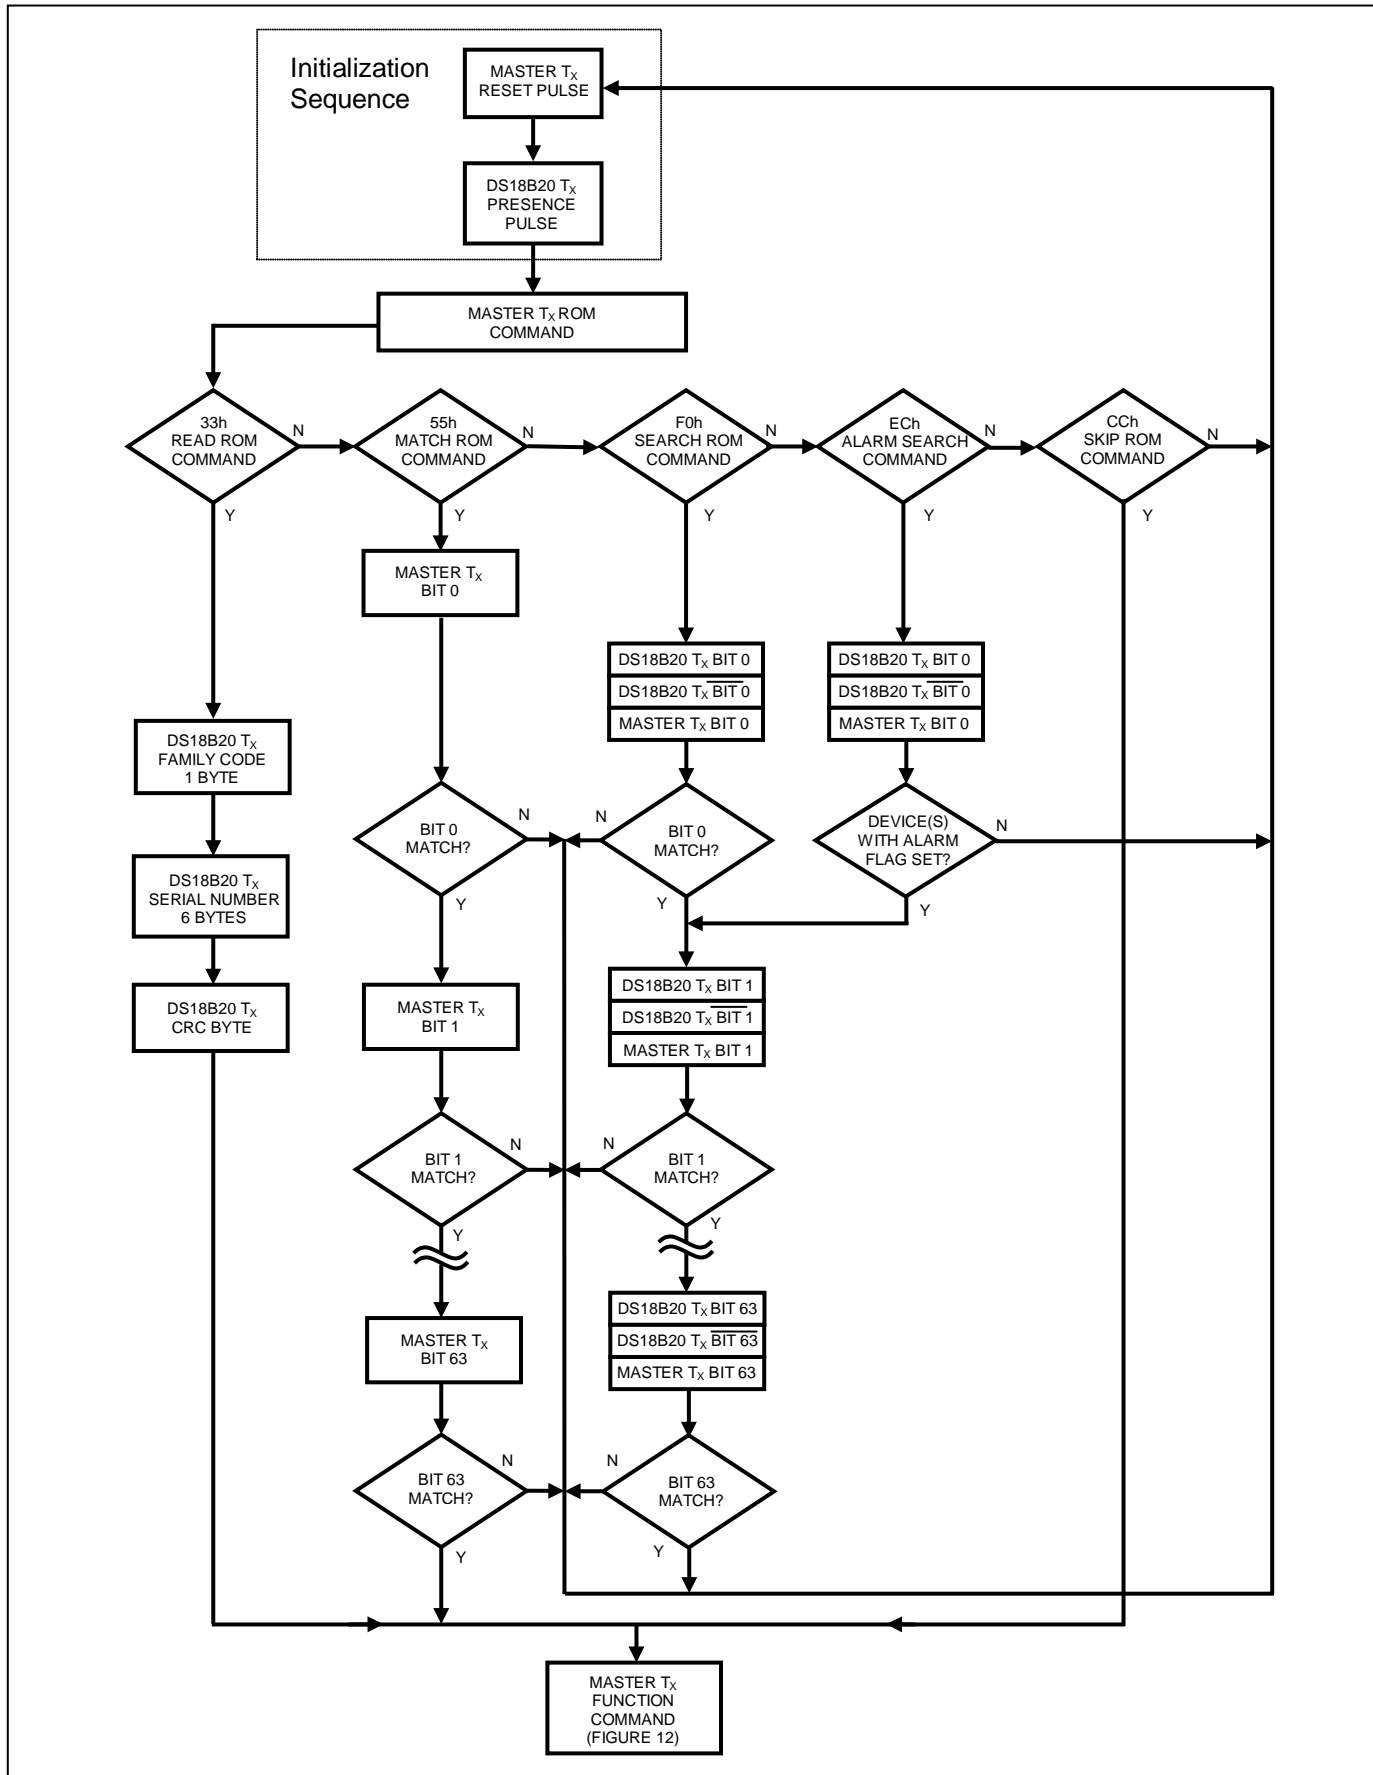 Initialization
Sequence
MASTER TX
RESET PULSE
DS18B20 TX
PRESENCE
PULSE
MASTER TX ROM
COMMAND
33h
READ ROM
COMMAND
N
Y
55h
MATCH ROM
COMMAND
N
Y
F0h
SEARCH ROM
COMMAND
N
Y
ECh
ALARM SEARCH
COMMAND
N
Y
CCh
SKIP ROM
COMMAND
N
Y
MASTER TX
BIT 0
DS18B20 TX BIT 0
DS18B20 TX BIT 0
MASTER TX BIT 0
DS18B20 TX BIT 0
DS18B20 TX BIT 0
MASTER TX BIT 0
DS18B20 TX
FAMILY CODE
1 BYTE
DS18B20 TX
SERIAL NUMBER
6 BYTES
DS18B20 TX
CRC BYTE
BIT 0
MATCH?
N
Y
N
BIT 0
MATCH?
Y
DEVICE(S)
WITH ALARM
FLAG SET?
N
Y
MASTER TX
BIT 1
DS18B20 TX BIT 1
DS18B20 TX BIT 1
MASTER TX BIT 1
BIT 1
MATCH?
N
Y
N
BIT 1
MATCH?
Y
MASTER TX
BIT 63
DS18B20 TX BIT 63
DS18B20 TX BIT 63
MASTER TX BIT 63
BIT 63
MATCH?
N
Y
N
BIT 63
MATCH?
Y
MASTER TX
FUNCTION
COMMAND
(FIGURE 12)